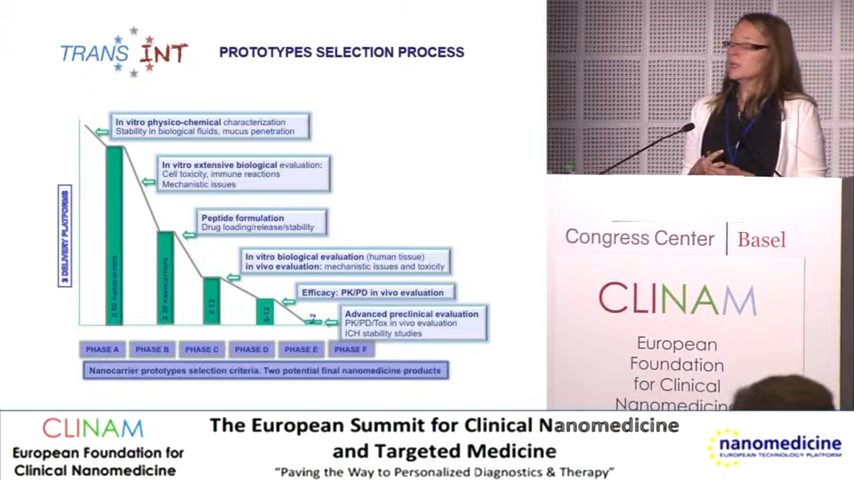 TRANS INT
PROTOTYPES SELECTION PROCESS
In vitro physico-chemical characterization
Stability in biological fluids, mucus penetration
In vitro extensive biological evaluation:
Cell toxicity, immune reactions
Mechanistic issues
Peptide formulation
Drug loading/release/stability
In vitro biological evaluation (human tissue)
in vivo evaluation: mechanistic issues and toxicity
Efficacy: PK/PD in vivo evaluation
Advanced preclinical evaluation
PK/PD/Tox in vivo evaluation
ICH stability studies
3 DELIVERY PLATFORMS
PHASE A
PHASE B
PHASE C
PHASE D
PHASE E
PHASE F
Nanocarrier prototypes selection criteria. Two potential final nanomedicine products
Congress Center Basel
CLINAM
European
Foundation
for Clinical
Nanomedicine
CLINAM
European Foundation for
Clinical Nanomedicine
The European Summit for Clinical Nanomedicine
and Targeted Medicine
"Paving the Way to Personalized Diagnostics & Therapy"
nanomedicine
EUROPEAN TECHNOLOGY PLATFORM